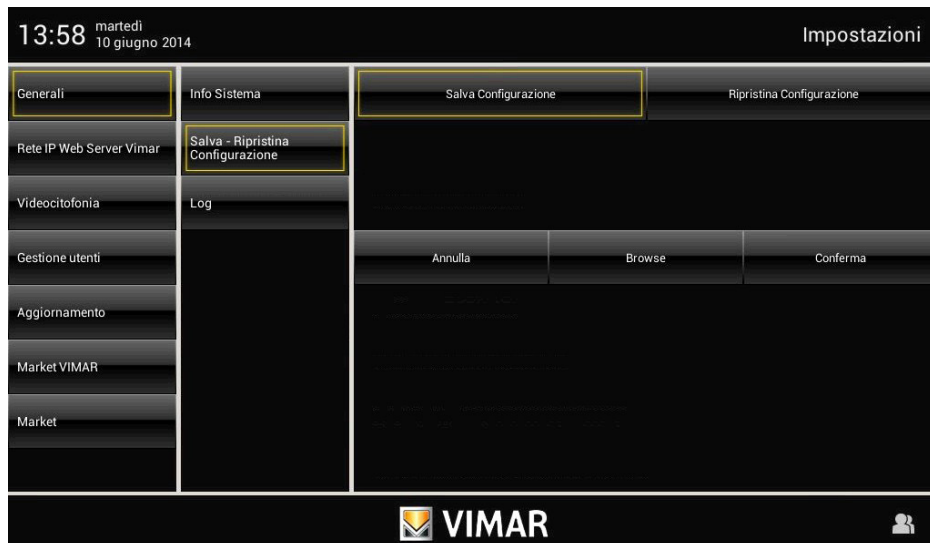 13:58 martedì
10 giugno 2014
Impostazioni
Generali
Info Sistema
Salva Configurazione
Ripristina Configurazione
Rete IP Web Server Vimar
Salva - Ripristina
Configurazione
Videocitofonia
Log
Gestione utenti
Annulla
Browse
Conferma
Aggiornamento
Market VIMAR
Market
VIMAR